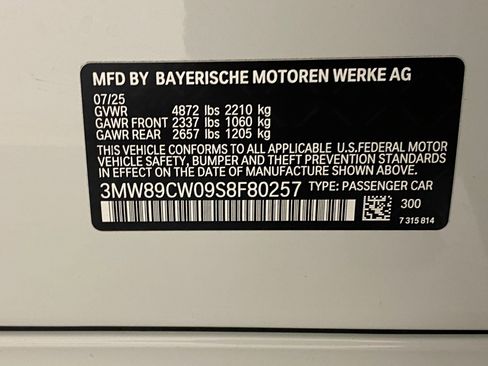 MFD BY BAYERISCHE MOTOREN WERKE AG
07/25
GVWR 4872 lbs 2210 kg
GAWR FRONT 2337 lbs 1060 kg
GAWR REAR 2657 lbs 1205 kg
THIS VEHICLE CONFORMS TO ALL APPLICABLE U.S.FEDERAL MOTOR
VEHICLE SAFETY, BUMPER AND THEFT PREVENTION STANDARDS
IN EFFECT ON THE DATE OF MANUFACTURE SHOWN ABOVE.
3MW89CW09S8F80257 TYPE: PASSENGER CAR
300
7 315 814